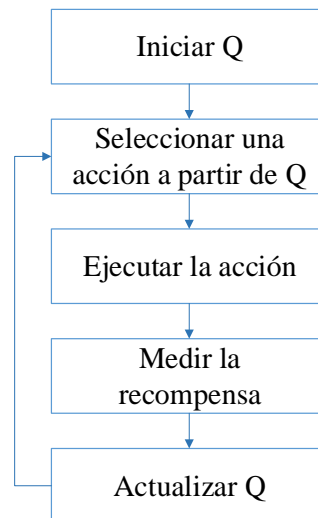 Iniciar Q
Seleccionar una
acción a partir de Q
Ejecutar la acción
Medir la
recompensa
Actualizar Q